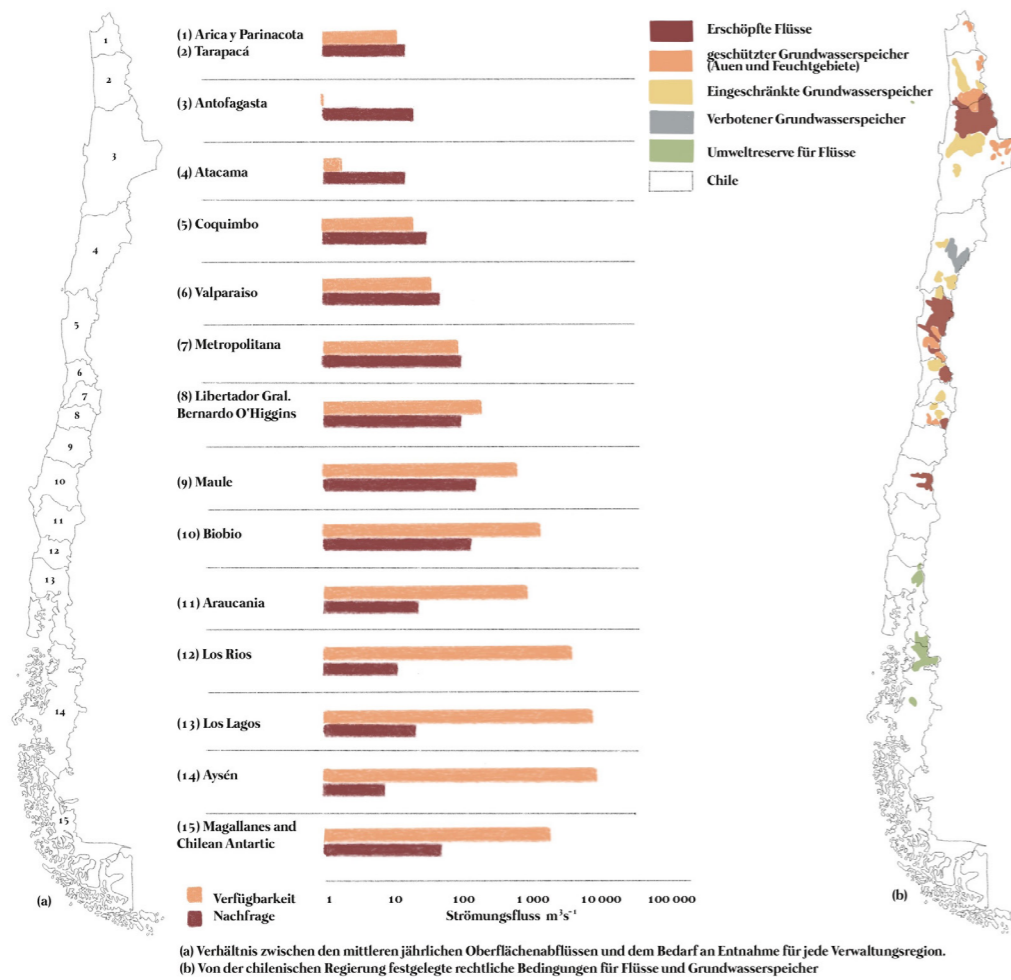 1
2
3
4
5
6
7
8
9
10
11
12
13
14
15
(a)
(1) Arica y Parinacota
(2) Tarapacá
(3) Antofagasta
(4) Atacama
(5) Coquimbo
(6) Valparaiso
(7) Metropolitana
(8) Libertador Gral.
Bernardo O'Higgins
(9) Maule
(10) Biobio
(11) Araucania
(12) Los Rios
(13) Los Lagos
(14) Aysén
(15) Magallanes and
Chilean Antartic
Verfügbarkeit
Nachfrage
1 10 100 1 000 10 000 100 000
Strömungsfluss m³s⁻¹
Erschöpfte Flüsse
geschützter Grundwasserspeicher
(Auen und Feuchtgebiete)
Eingeschränkte Grundwasserspeicher
Verbotener Grundwasserspeicher
Umweltreserve für Flüsse
Chile
(b)
(a) Verhältnis zwischen den mittleren jährlichen Oberflächenabflüssen und dem Bedarf an Entnahme für jede Verwaltungsregion.
(b) Von der chilenischen Regierung festgelegte rechtliche Bedingungen für Flüsse und Grundwasserspeicher